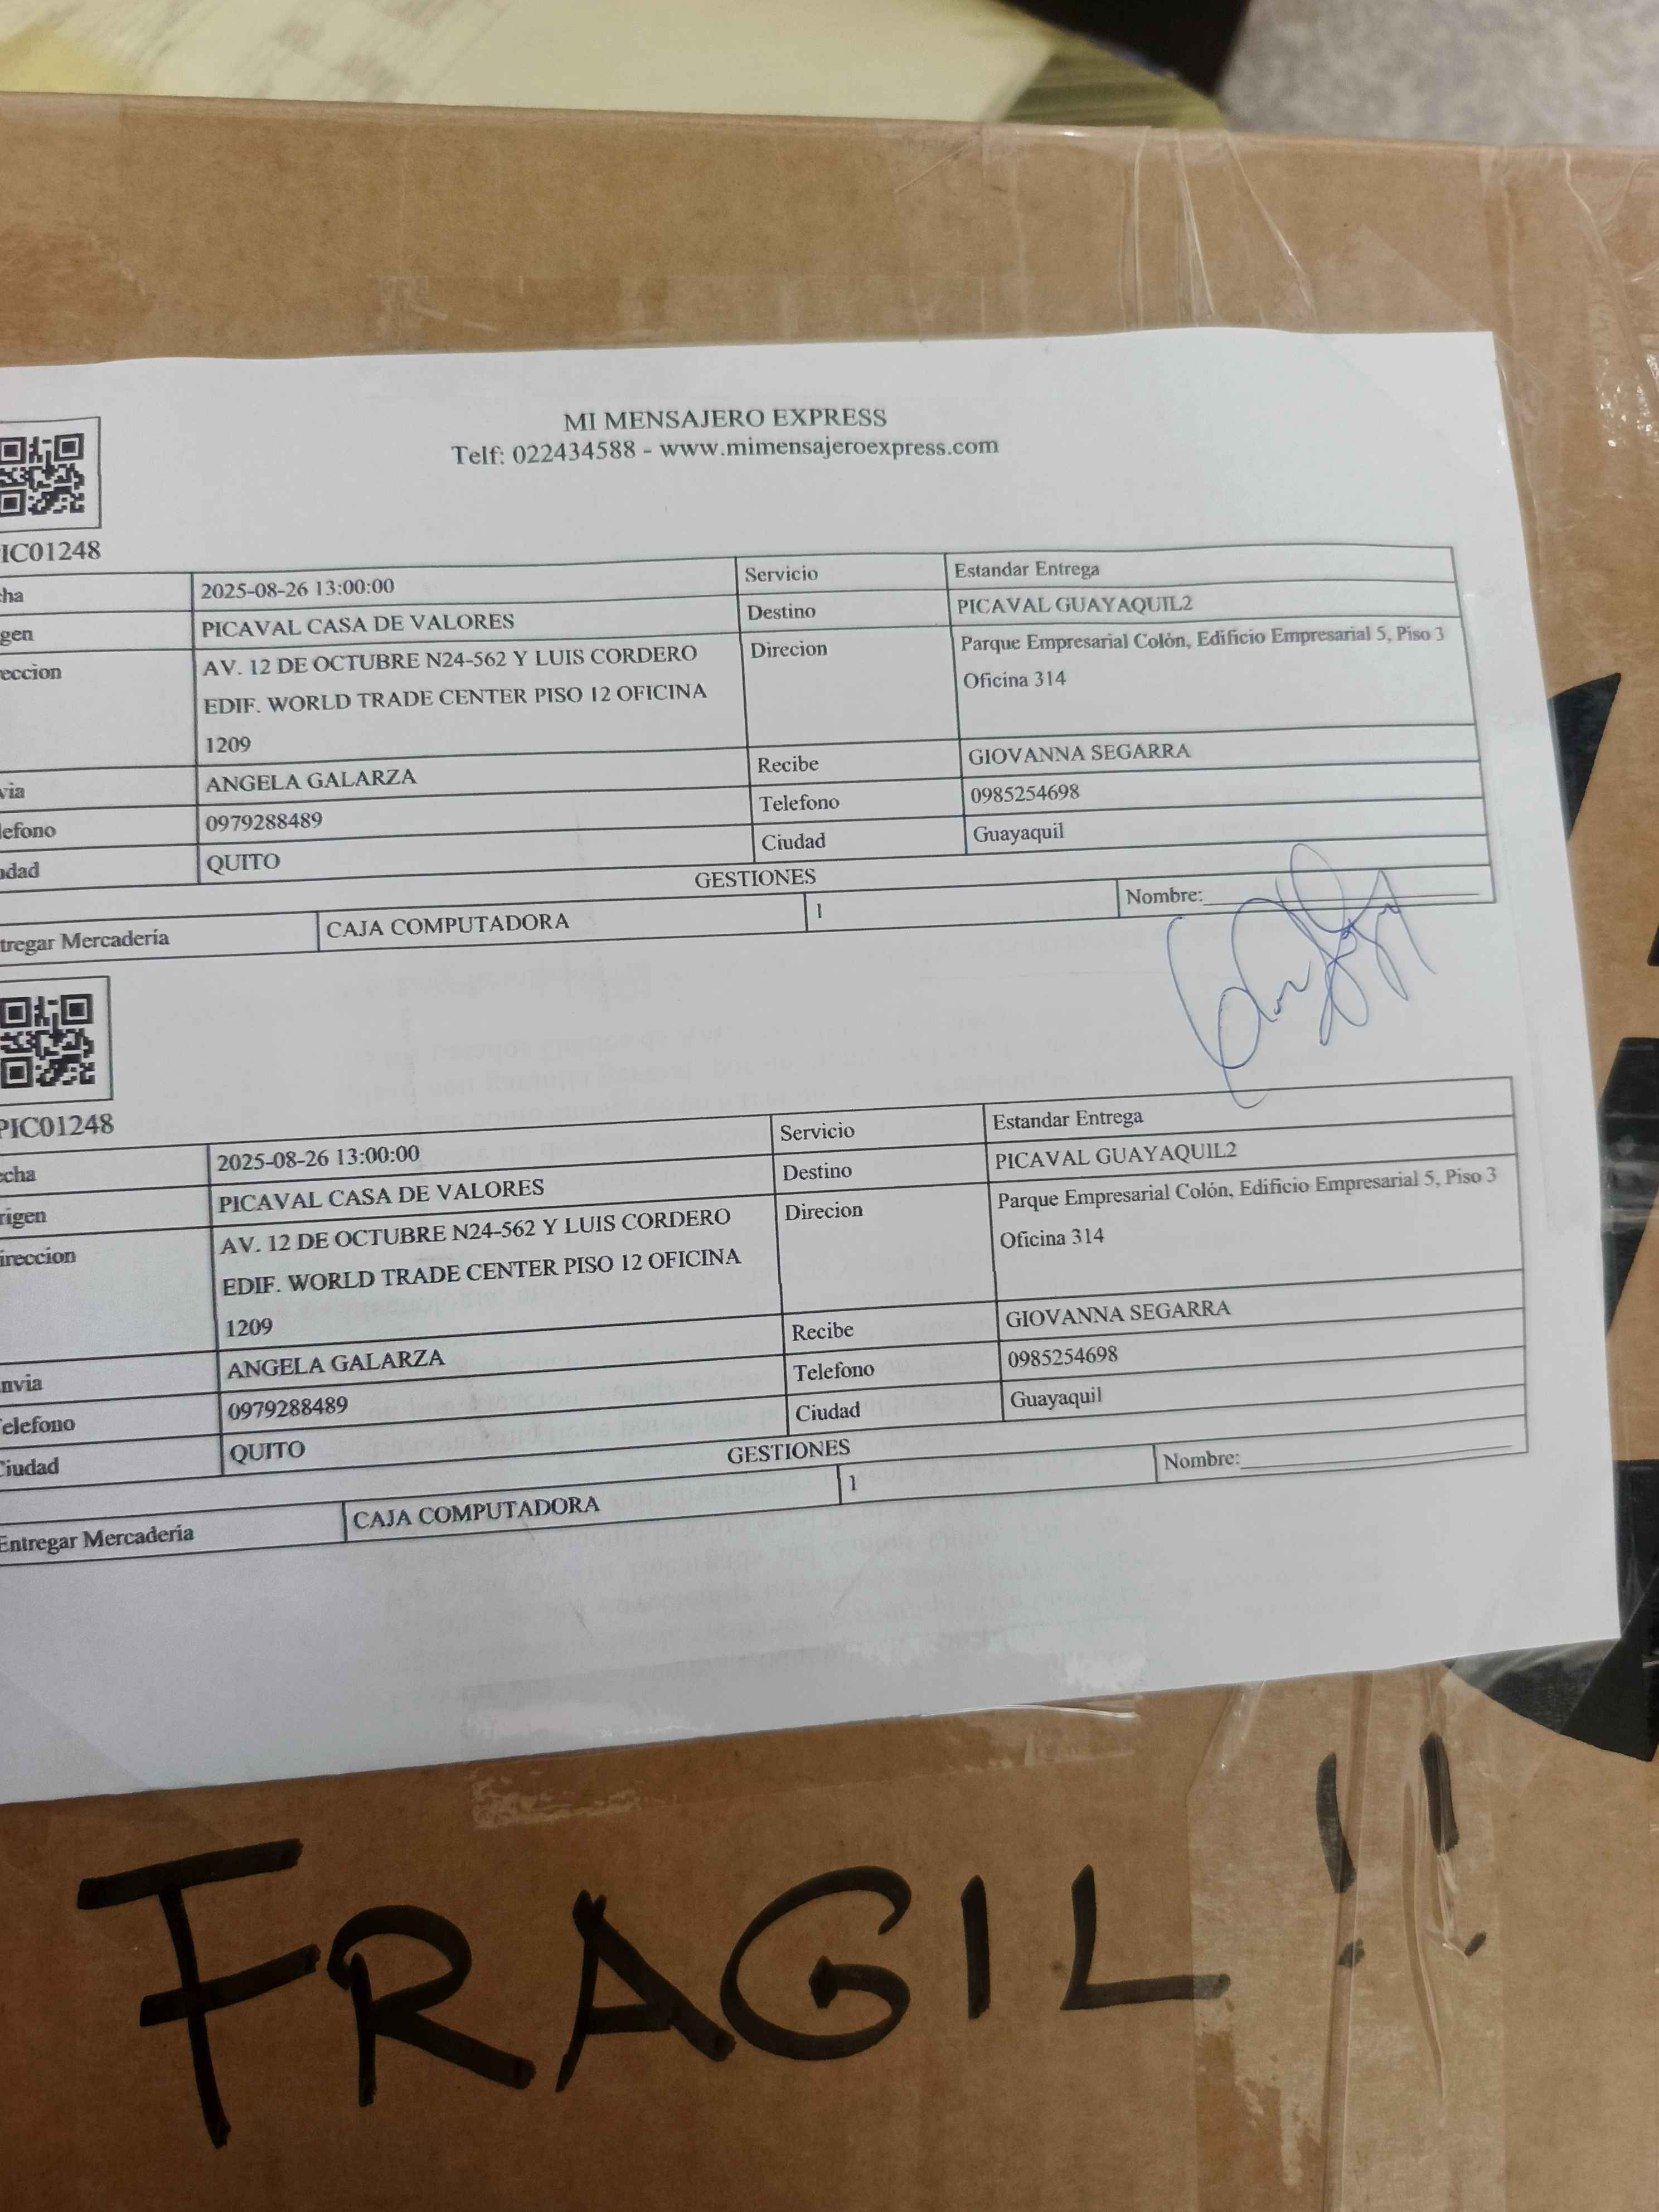 MI MENSAJERO EXPRESS
Telf: 022434588 - www.mimensajeroexpress.com
IC01248
ha 2025-08-26 13:00:00 Servicio Estandar Entrega
gen PICAVAL CASA DE VALORES Destino PICAVAL GUAYAQUIL2
eccion AV. 12 DE OCTUBRE N24-562 Y LUIS CORDERO Direcion Parque Empresarial Colón, Edificio Empresarial 5, Piso 3
EDIF. WORLD TRADE CENTER PISO 12 OFICINA Oficina 314
1209
via ANGELA GALARZA Recibe GIOVANNA SEGARRA
lefono 0979288489 Telefono 0985254698
dad QUITO Ciudad Guayaquil
GESTIONES
tregar Mercadería CAJA COMPUTADORA 1 Nombre:
PIC01248
echa 2025-08-26 13:00:00 Servicio Estandar Entrega
rigen PICAVAL CASA DE VALORES Destino PICAVAL GUAYAQUIL2
ireccion AV. 12 DE OCTUBRE N24-562 Y LUIS CORDERO Direcion Parque Empresarial Colón, Edificio Empresarial 5, Piso 3
EDIF. WORLD TRADE CENTER PISO 12 OFICINA Oficina 314
1209
nvia ANGELA GALARZA Recibe GIOVANNA SEGARRA
elefono 0979288489 Telefono 0985254698
Ciudad QUITO Ciudad Guayaquil
GESTIONES
Entregar Mercadería CAJA COMPUTADORA 1 Nombre:
FRAGIL!!